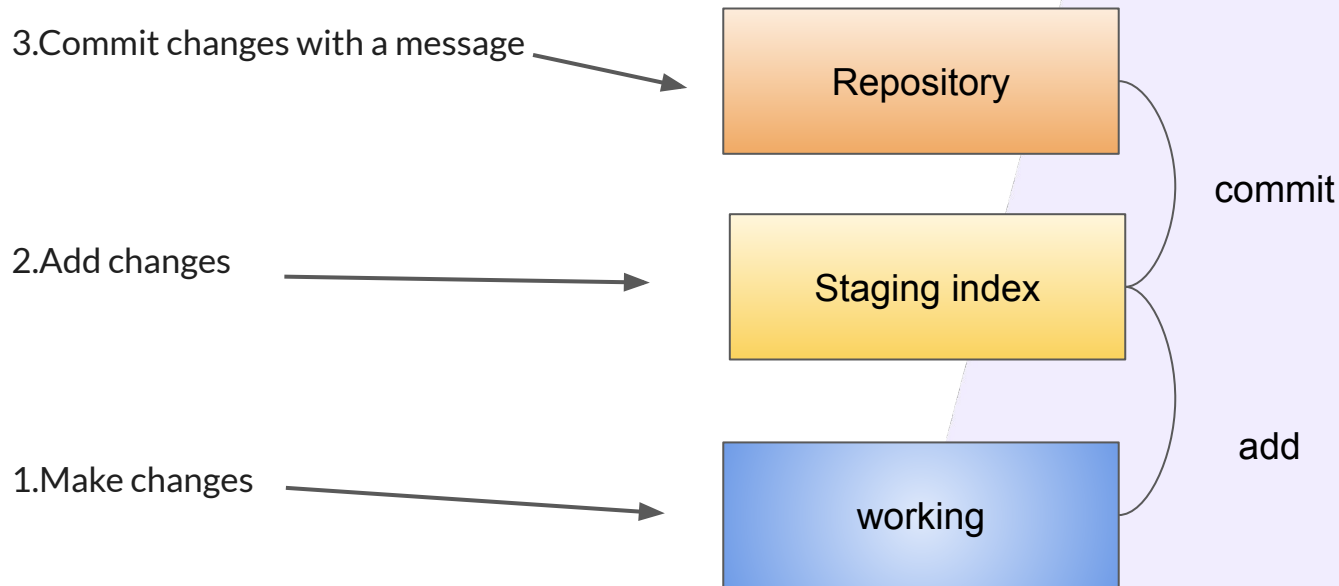 3.Commit changes with a message
Repository
commit
2.Add changes
Staging index
add
1.Make changes
working